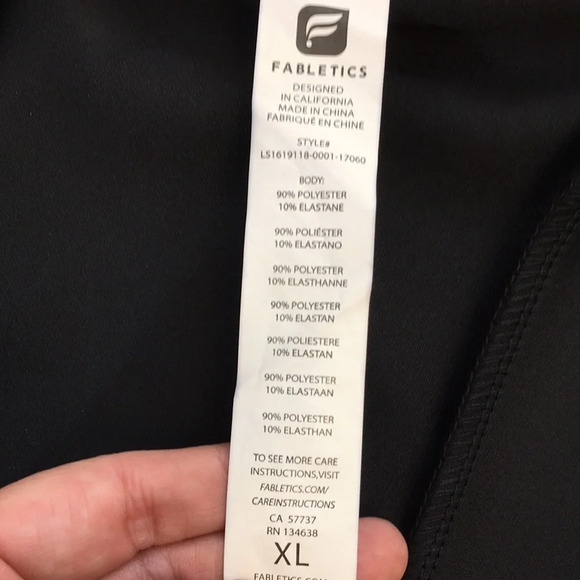 FABLETICS
DESIGNED
IN CALIFORNIA
MADE IN CHINA
FABRIQUÉ EN CHINE
STYLE#
LS1619118-0001-17060
BODY:
90% POLYESTER
10% ELASTANE
90% POLIÉSTER
10% ELASTANO
90% POLYESTER
10% ELASTHANNE
90% POLYESTER
10% ELASTAN
90% POLIESTERE
10% ELASTAN
90% POLYESTER
10% ELASTAAN
90% POLYESTER
10% ELASTHAN
TO SEE MORE CARE
INSTRUCTIONS,VISIT
FABLETICS.COM/
CAREINSTRUCTIONS
CA 57737
RN 134638
XL
FABLETICS.COM